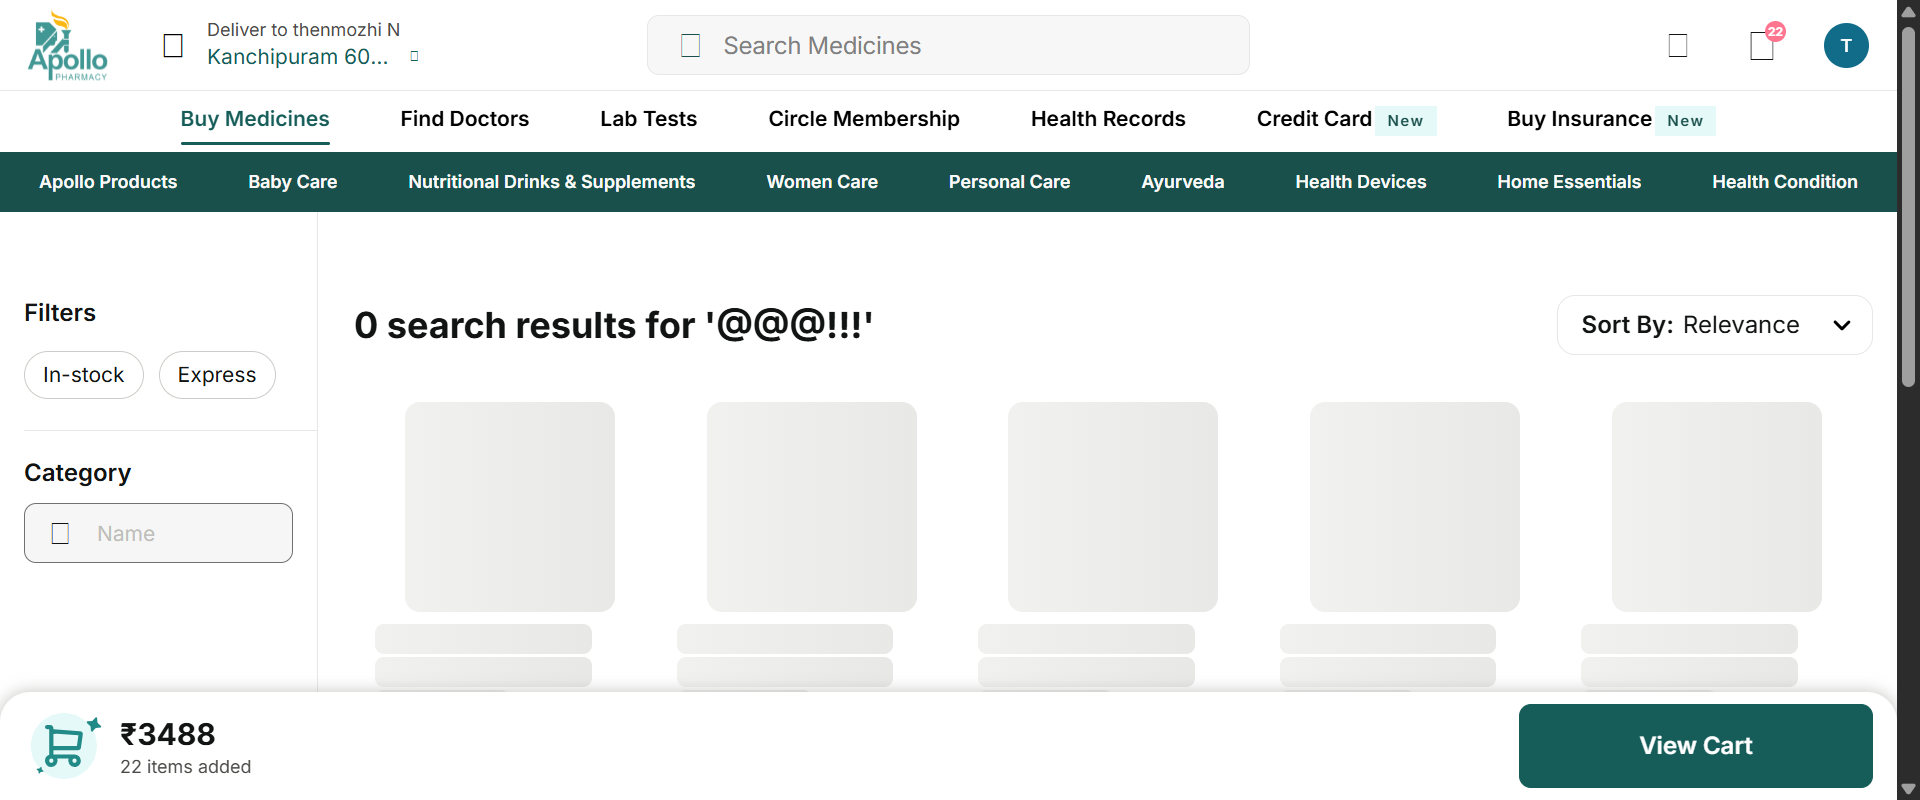 Apollo
PHARMACY
Deliver to thenmozhi N
Kanchipuram 60...
Search Medicines
22
T
Buy Medicines
Find Doctors
Lab Tests
Circle Membership
Health Records
Credit Card New
Buy Insurance New
Apollo Products
Baby Care
Nutritional Drinks & Supplements
Women Care
Personal Care
Ayurveda
Health Devices
Home Essentials
Health Condition
Filters
In-stock
Express
Category
Name
0 search results for '@@@!!!'
Sort By: Relevance
₹3488
22 items added
View Cart